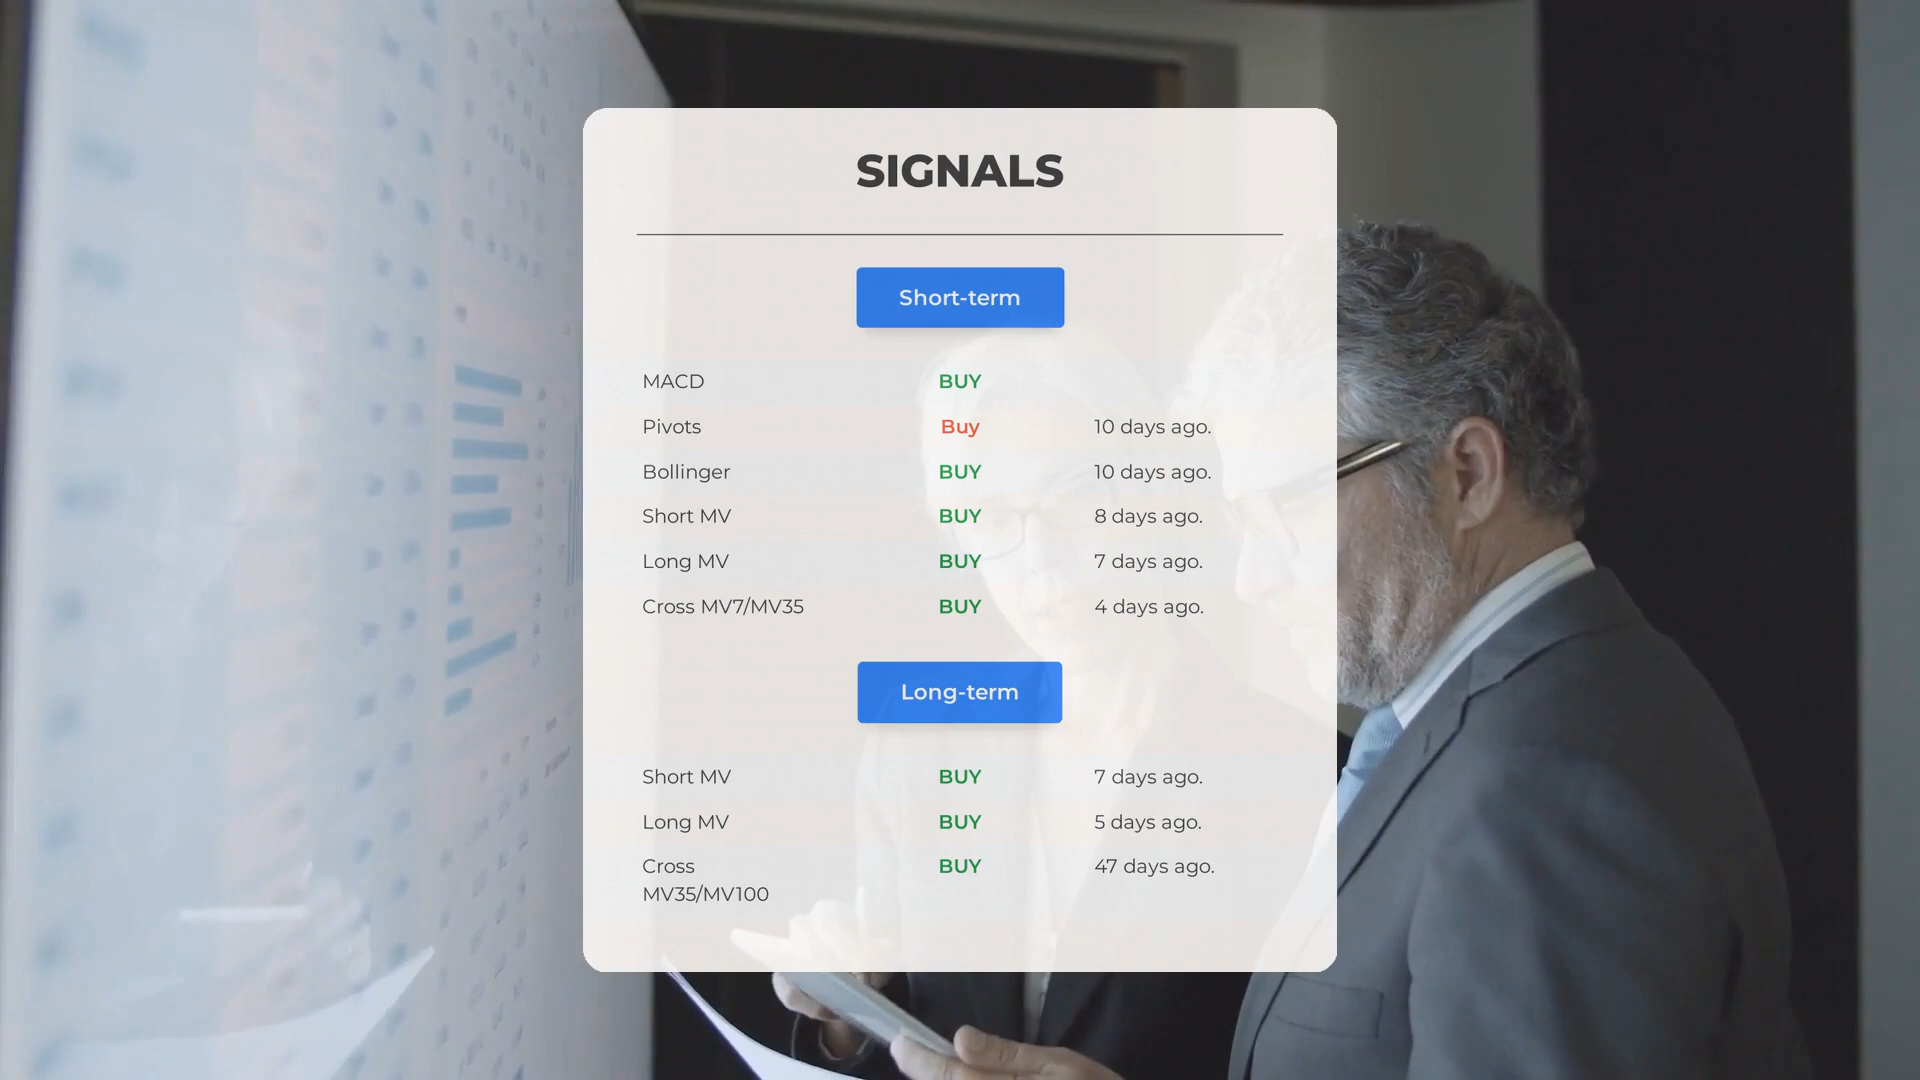 SIGNALS
Short-term
MACD BUY
Pivots Buy 10 days ago.
Bollinger BUY 10 days ago.
Short MV BUY 8 days ago.
Long MV BUY 7 days ago.
Cross MV7/MV35 BUY 4 days ago.
Long-term
Short MV BUY 7 days ago.
Long MV BUY 5 days ago.
Cross BUY 47 days ago.
MV35/MV100